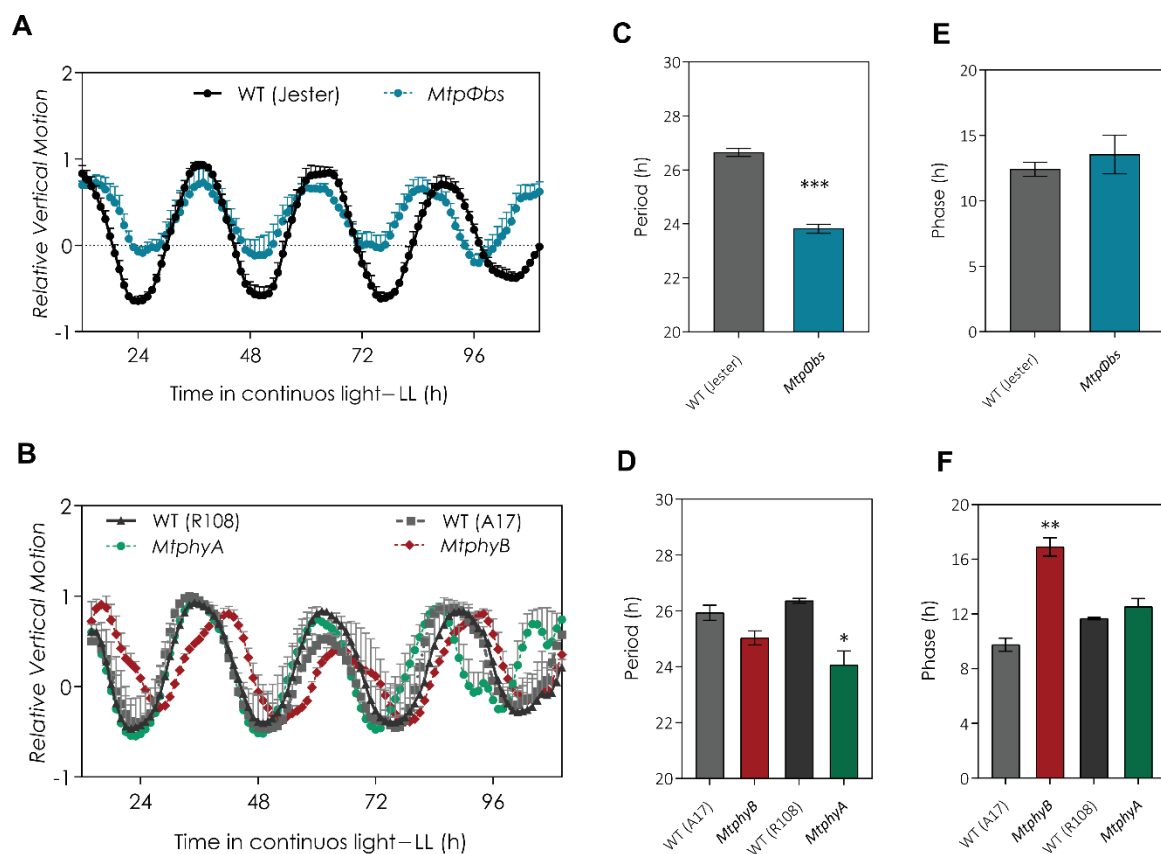 A
2
1
0
-1
Relative Vertical Motion
WT (Jester)
MtpΦbs
24
48
72
96
Time in continuos light–LL (h)
C
30
28
26
24
22
20
Period (h)
***
WT (Jester)
MtpΦbs
E
20
15
10
5
0
Phase (h)
WT (Jester)
MtpΦbs
B
2
1
0
-1
Relative Vertical Motion
WT (R108)
WT (A17)
MtphyA
MtphyB
24
48
72
96
Time in continuos light–LL (h)
D
30
28
26
24
22
20
Period (h)
*
WT (A17)
MtphyB
WT (R108)
MtphyA
F
20
16
12
8
4
0
Phase (h)
**
WT (A17)
MtphyB
WT (R108)
MtphyA